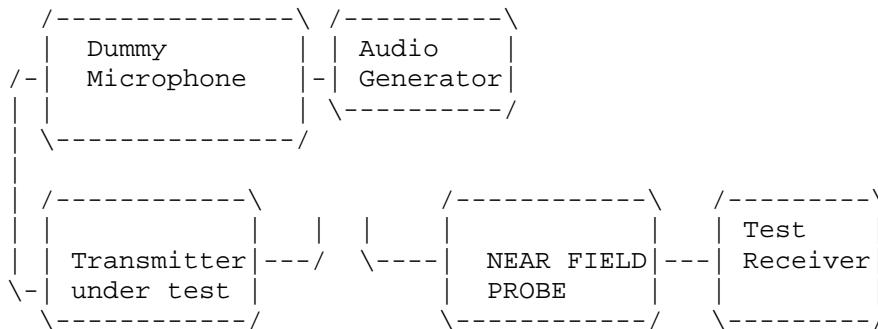 Dummy
Microphone
Audio
Generator
Transmitter
under test
NEAR FIELD
PROBE
Test
Receiver